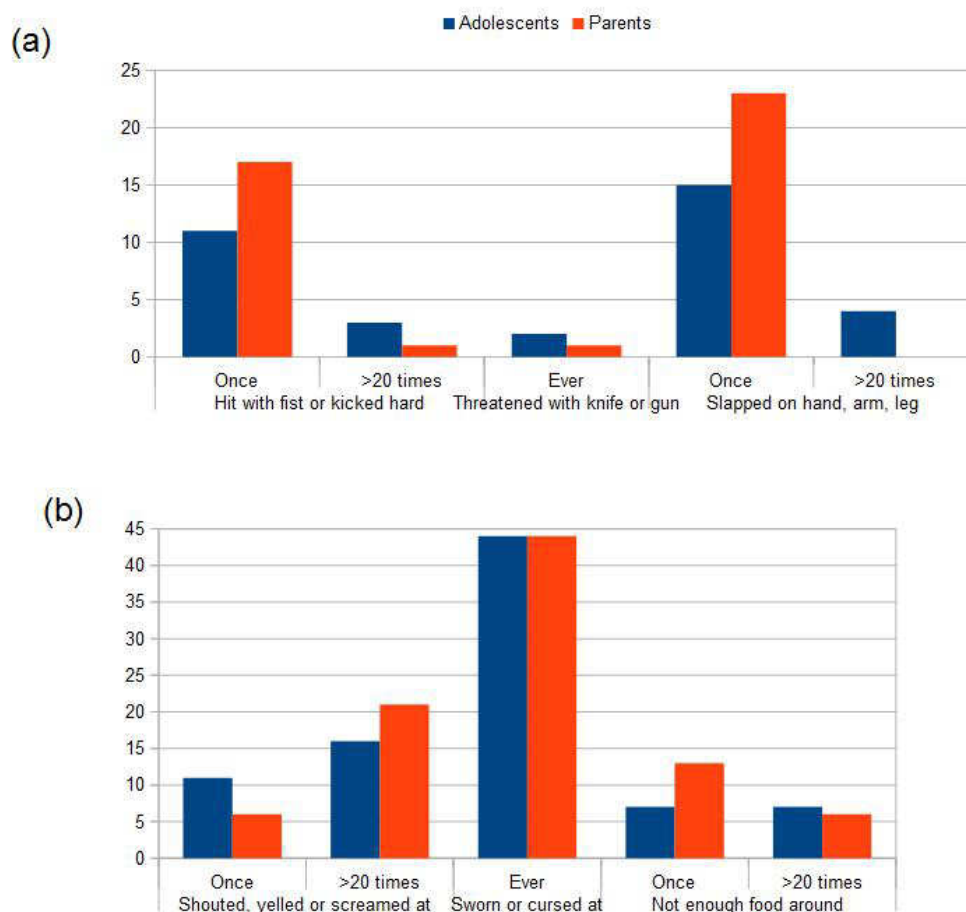 Adolescents Parents
(a)
25
20
15
10
5
0
Once >20 times Ever Once >20 times
Hit with fist or kicked hard Threatened with knife or gun Slapped on hand, arm, leg
(b)
45
40
35
30
25
20
15
10
5
0
Once >20 times Ever Once >20 times
Shouted, yelled or screamed at Sworn or cursed at Not enough food around